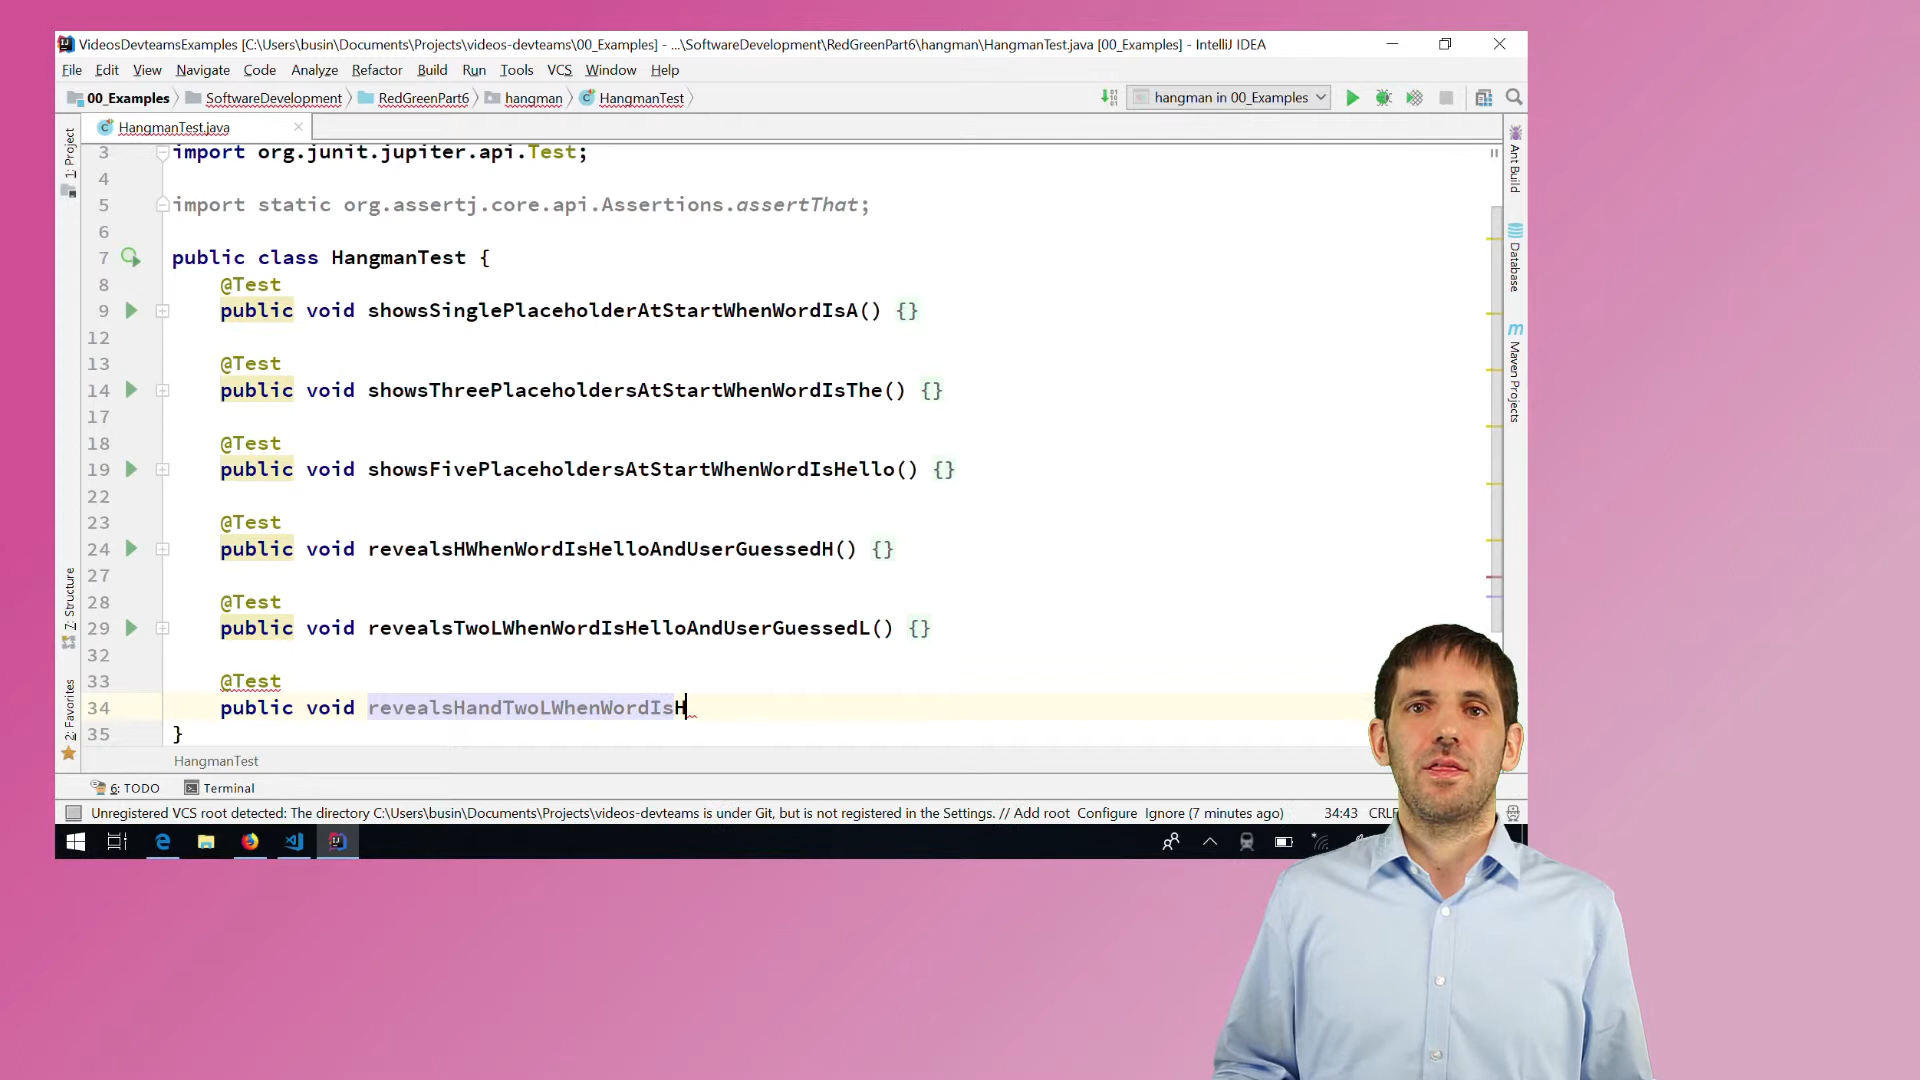 VideosDevteamsExamples [C:\Users\busin\Documents\Projects\videos-devteams\00_Examples] - ...\SoftwareDevelopment\RedGreenPart6\hangman\HangmanTest.java [00_Examples] - IntelliJ IDEA
File Edit View Navigate Code Analyze Refactor Build Run Tools VCS Window Help
00_Examples SoftwareDevelopment RedGreenPart6 hangman HangmanTest hangman in 00_Examples
HangmanTest.java
1: Project
7: Structure
2: Favorites
3 import org.junit.jupiter.api.Test;
4
5 import static org.assertj.core.api.Assertions.assertThat;
6
7 public class HangmanTest {
8 @Test
9 public void showsSinglePlaceholderAtStartWhenWordIsA() {}
12
13 @Test
14 public void showsThreePlaceholdersAtStartWhenWordIsThe() {}
17
18 @Test
19 public void showsFivePlaceholdersAtStartWhenWordIsHello() {}
22
23 @Test
24 public void revealsHWhenWordIsHelloAndUserGuessedH() {}
27
28 @Test
29 public void revealsTwoLWhenWordIsHelloAndUserGuessedL() {}
32
33 @Test
34 public void revealsHandTwoLWhenWordIsH
35 }
Ant Build
Database
Maven Projects
HangmanTest
6: TODO Terminal
Unregistered VCS root detected: The directory C:\Users\busin\Documents\Projects\videos-devteams is under Git, but is not registered in the Settings. // Add root Configure Ignore (7 minutes ago) 34:43 CRLF